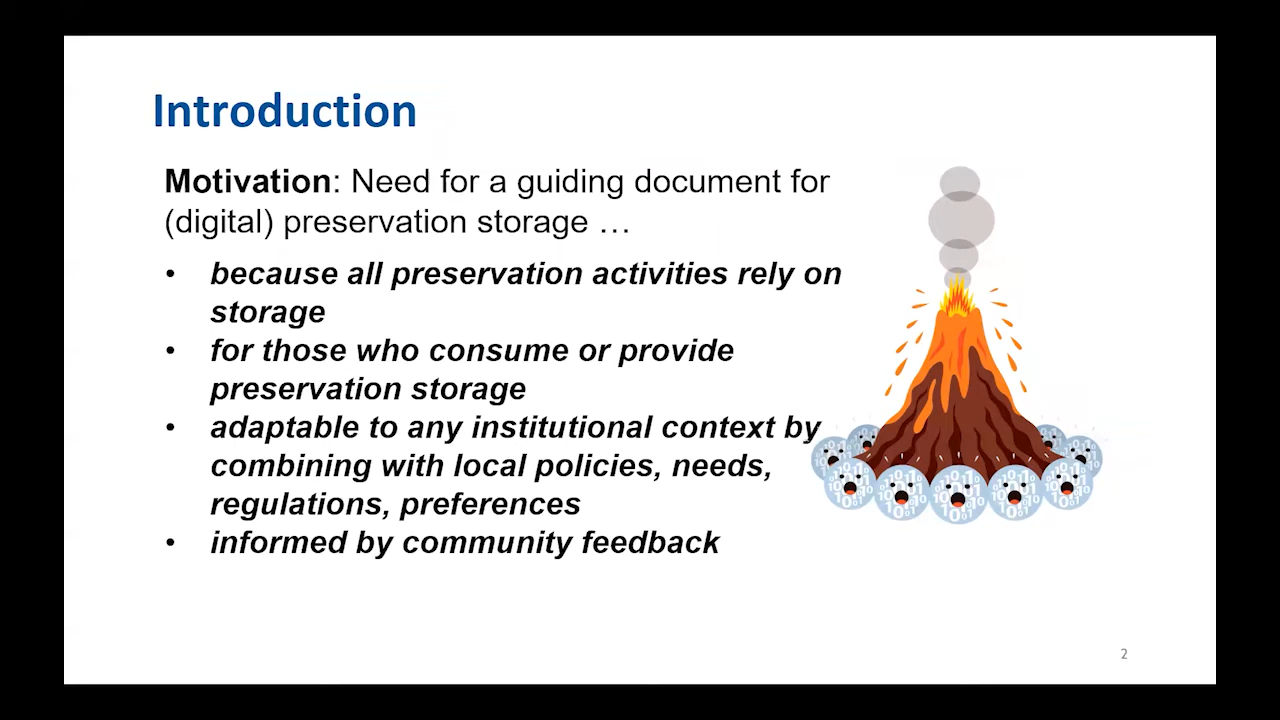 Introduction
Motivation: Need for a guiding document for
(digital) preservation storage …
• because all preservation activities rely on
storage
• for those who consume or provide
preservation storage
• adaptable to any institutional context by
combining with local policies, needs,
regulations, preferences
• informed by community feedback
2